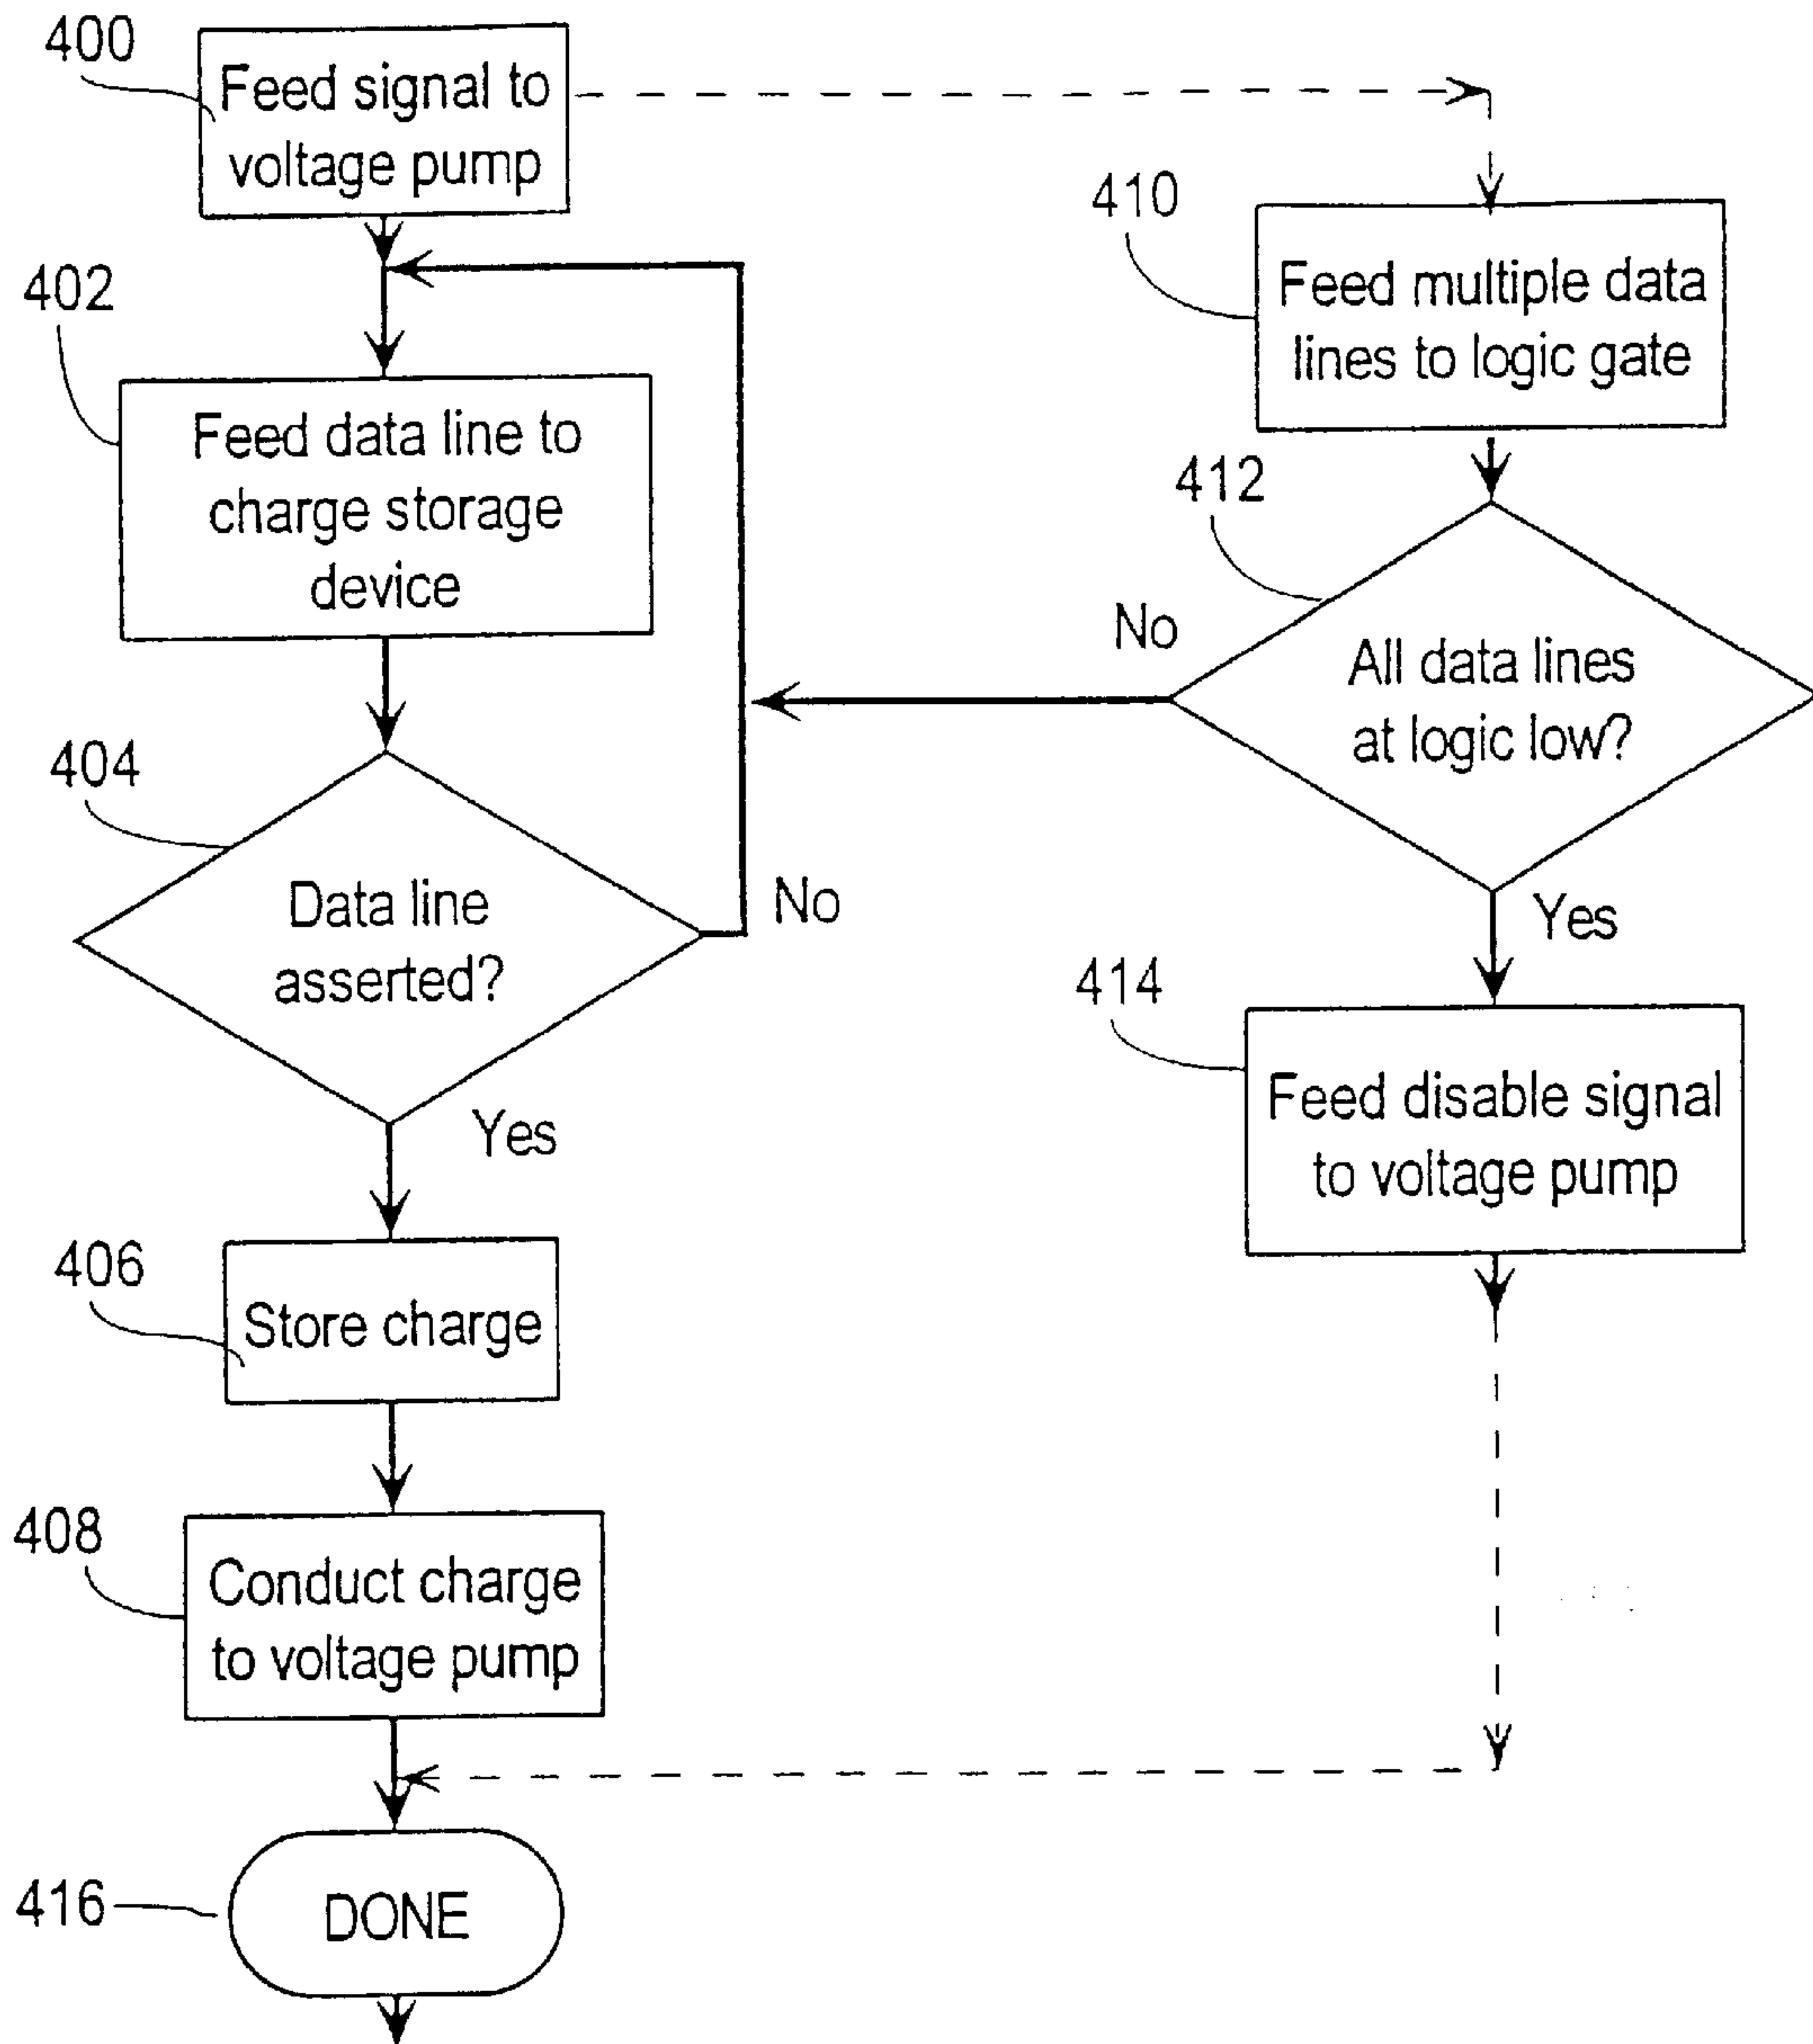 400
Feed signal to
voltage pump
402
Feed data line to
charge storage
device
404
Data line
asserted?
No
Yes
406
Store charge
408
Conduct charge
to voltage pump
416
DONE
410
Feed multiple data
lines to logic gate
412
No
All data lines
at logic low?
Yes
414
Feed disable signal
to voltage pump